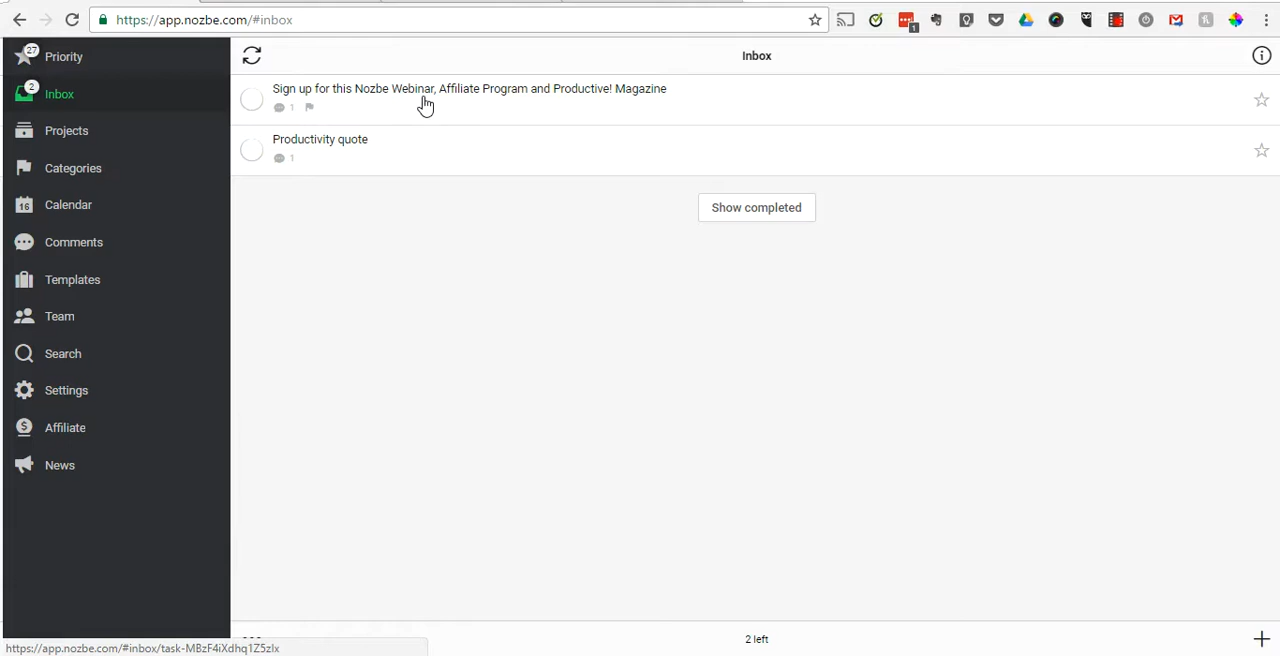 https://app.nozbe.com/#inbox
1
27
Priority
2
Inbox
Projects
Categories
16
Calendar
Comments
Templates
Team
Search
Settings
Affiliate
News
Inbox
Sign up for this Nozbe Webinar, Affiliate Program and Productive! Magazine
1
Productivity quote
1
Show completed
2 left
https://app.nozbe.com/#inbox/task-MBzF4iXdhq1Z5zIx